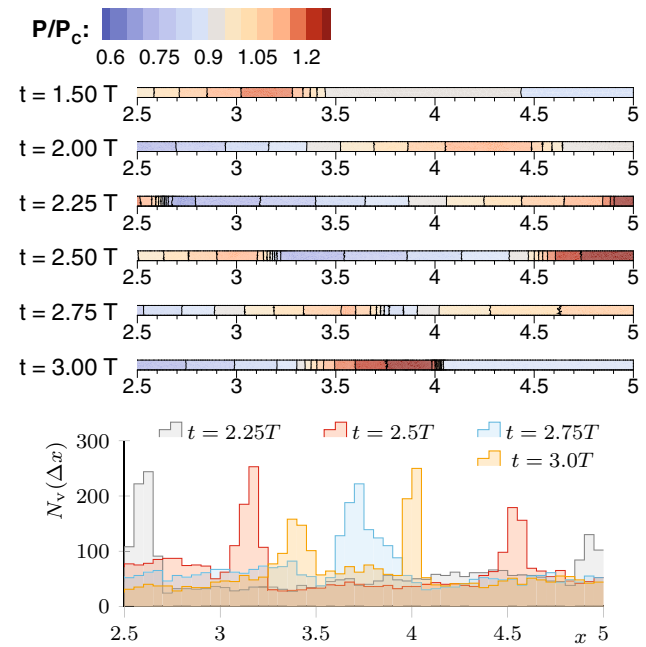 P/P_C:
0.6 0.75 0.9 1.05 1.2
t = 1.50 T
2.5 3 3.5 4 4.5 5
t = 2.00 T
2.5 3 3.5 4 4.5 5
t = 2.25 T
2.5 3 3.5 4 4.5 5
t = 2.50 T
2.5 3 3.5 4 4.5 5
t = 2.75 T
2.5 3 3.5 4 4.5 5
t = 3.00 T
2.5 3 3.5 4 4.5 5
t = 2.25T t = 2.5T t = 2.75T
t = 3.0T
N_v(Δx)
300
200
100
0
2.5 3 3.5 4 4.5 x 5